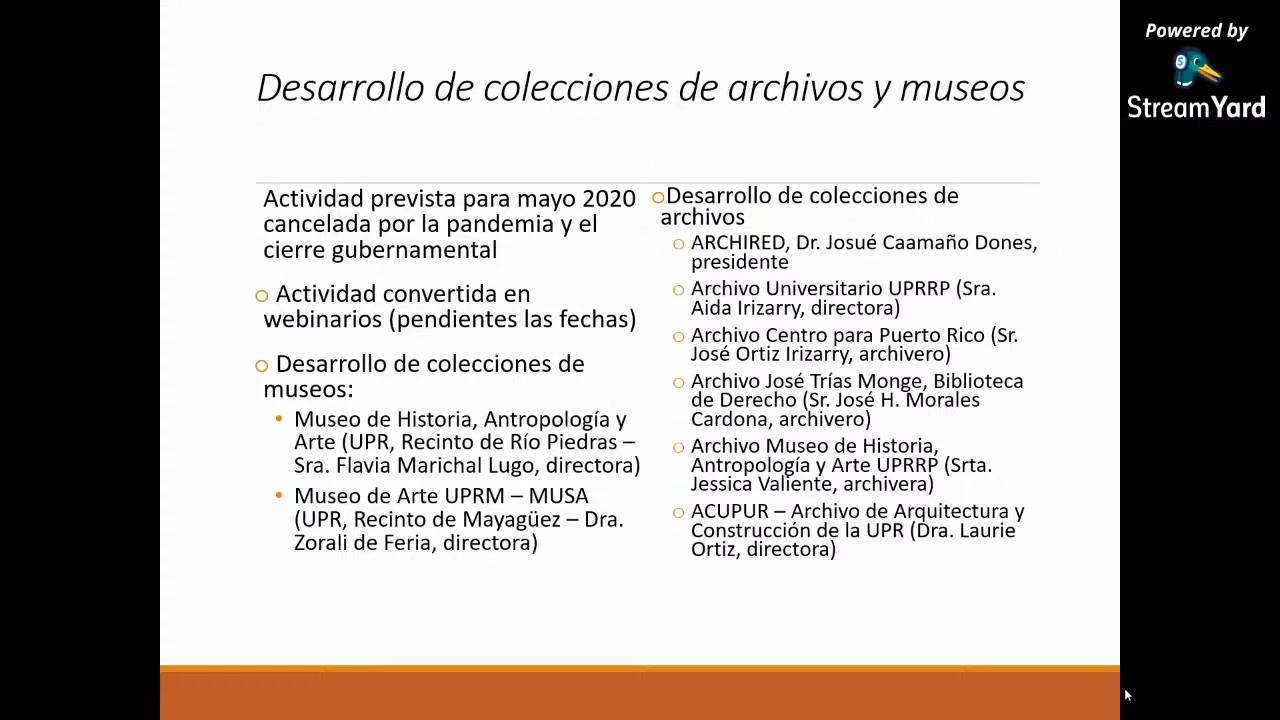 Desarrollo de colecciones de archivos y museos
Powered by
StreamYard
Actividad prevista para mayo 2020
cancelada por la pandemia y el
cierre gubernamental
o Actividad convertida en
webinarios (pendientes las fechas)
o Desarrollo de colecciones de
museos:
• Museo de Historia, Antropología y
Arte (UPR, Recinto de Río Piedras –
Sra. Flavia Marichal Lugo, directora)
• Museo de Arte UPRM – MUSA
(UPR, Recinto de Mayagüez – Dra.
Zorali de Feria, directora)
oDesarrollo de colecciones de
archivos
o ARCHIRED, Dr. Josué Caamaño Dones,
presidente
o Archivo Universitario UPRRP (Sra.
Aida Irizarry, directora)
o Archivo Centro para Puerto Rico (Sr.
José Ortiz Irizarry, archivero)
o Archivo José Trías Monge, Biblioteca
de Derecho (Sr. José H. Morales
Cardona, archivero)
o Archivo Museo de Historia,
Antropología y Arte UPRRP (Srta.
Jessica Valiente, archivera)
o ACUPUR – Archivo de Arquitectura y
Construcción de la UPR (Dra. Laurie
Ortiz, directora)